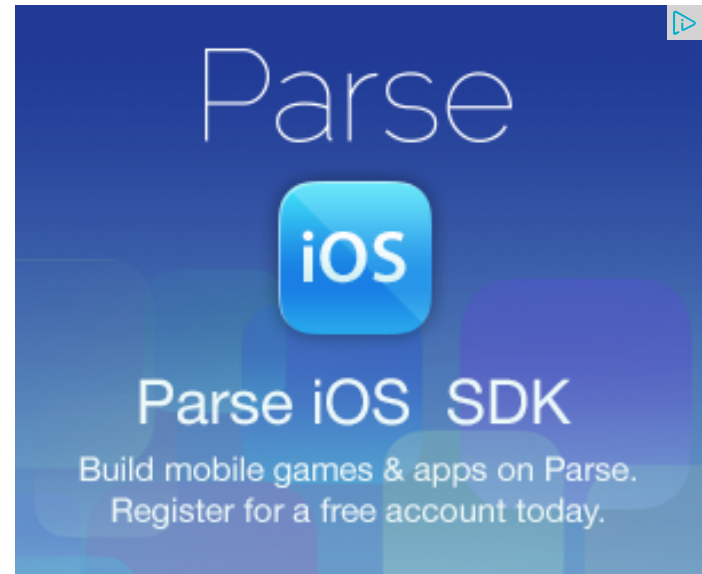 Parse
iOS
Parse iOS SDK
Build mobile games & apps on Parse.
Register for a free account today.